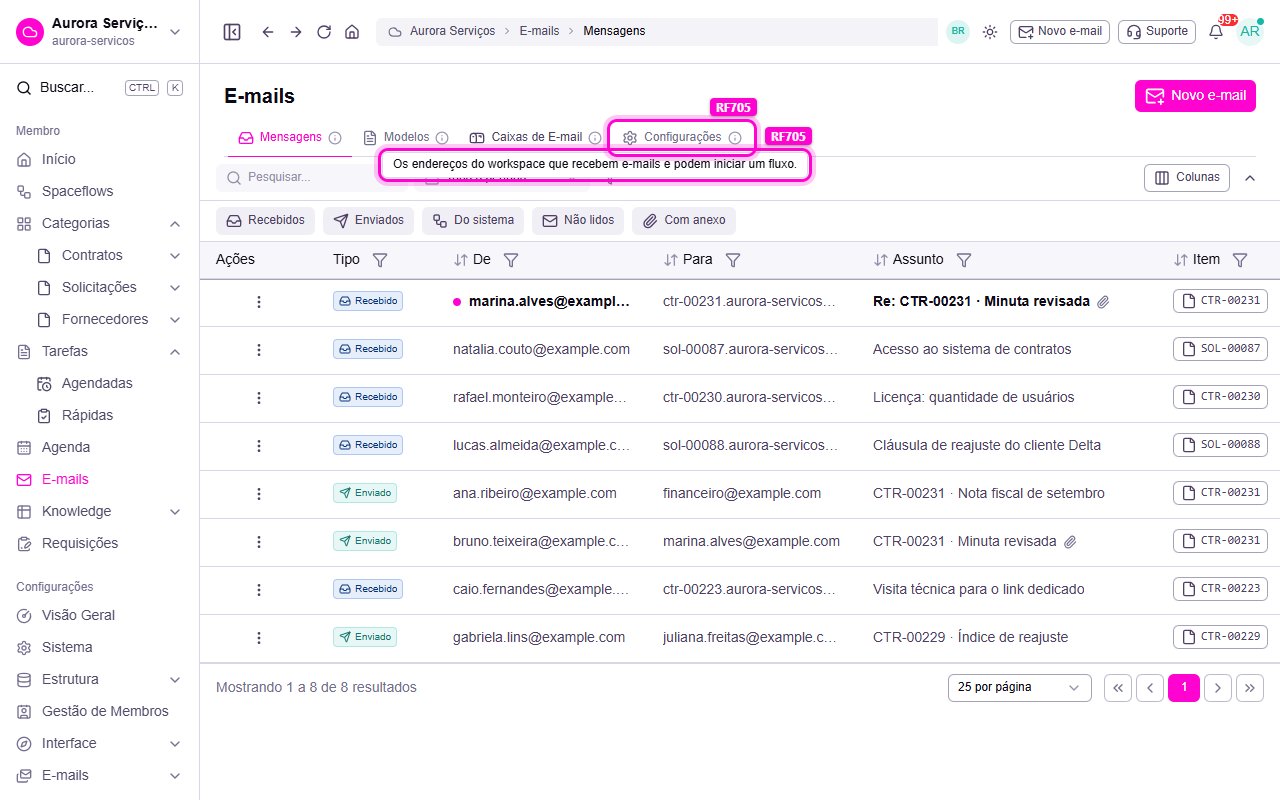 Aurora Serviç...
aurora-servicos
Aurora Serviços
E-mails
Mensagens
BR
Novo e-mail
Suporte
99+
AR
Buscar...
CTRL
K
Membro
Início
Spaceflows
Categorias
Contratos
Solicitações
Fornecedores
Tarefas
Agendadas
Rápidas
Agenda
E-mails
Knowledge
Requisições
Configurações
Visão Geral
Sistema
Estrutura
Gestão de Membros
Interface
E-mails
E-mails
Novo e-mail
RF705
Mensagens
Modelos
Caixas de E-mail
Configurações
RF705
Os endereços do workspace que recebem e-mails e podem iniciar um fluxo.
Pesquisar...
Colunas
Recebidos
Enviados
Do sistema
Não lidos
Com anexo
Ações
Tipo
De
Para
Assunto
Item
Recebido
marina.alves@exampl...
ctr-00231.aurora-servicos...
Re: CTR-00231 · Minuta revisada
CTR-00231
Recebido
natalia.couto@example.com
sol-00087.aurora-servicos...
Acesso ao sistema de contratos
SOL-00087
Recebido
rafael.monteiro@example...
ctr-00230.aurora-servicos...
Licença: quantidade de usuários
CTR-00230
Recebido
lucas.almeida@example.c...
sol-00088.aurora-servicos...
Cláusula de reajuste do cliente Delta
SOL-00088
Enviado
ana.ribeiro@example.com
financeiro@example.com
CTR-00231 · Nota fiscal de setembro
CTR-00231
Enviado
bruno.teixeira@example.c...
marina.alves@example.com
CTR-00231 · Minuta revisada
CTR-00231
Recebido
caio.fernandes@example....
ctr-00223.aurora-servicos...
Visita técnica para o link dedicado
CTR-00223
Enviado
gabriela.lins@example.com
juliana.freitas@example.c...
CTR-00229 · Índice de reajuste
CTR-00229
Mostrando 1 a 8 de 8 resultados
25 por página
1